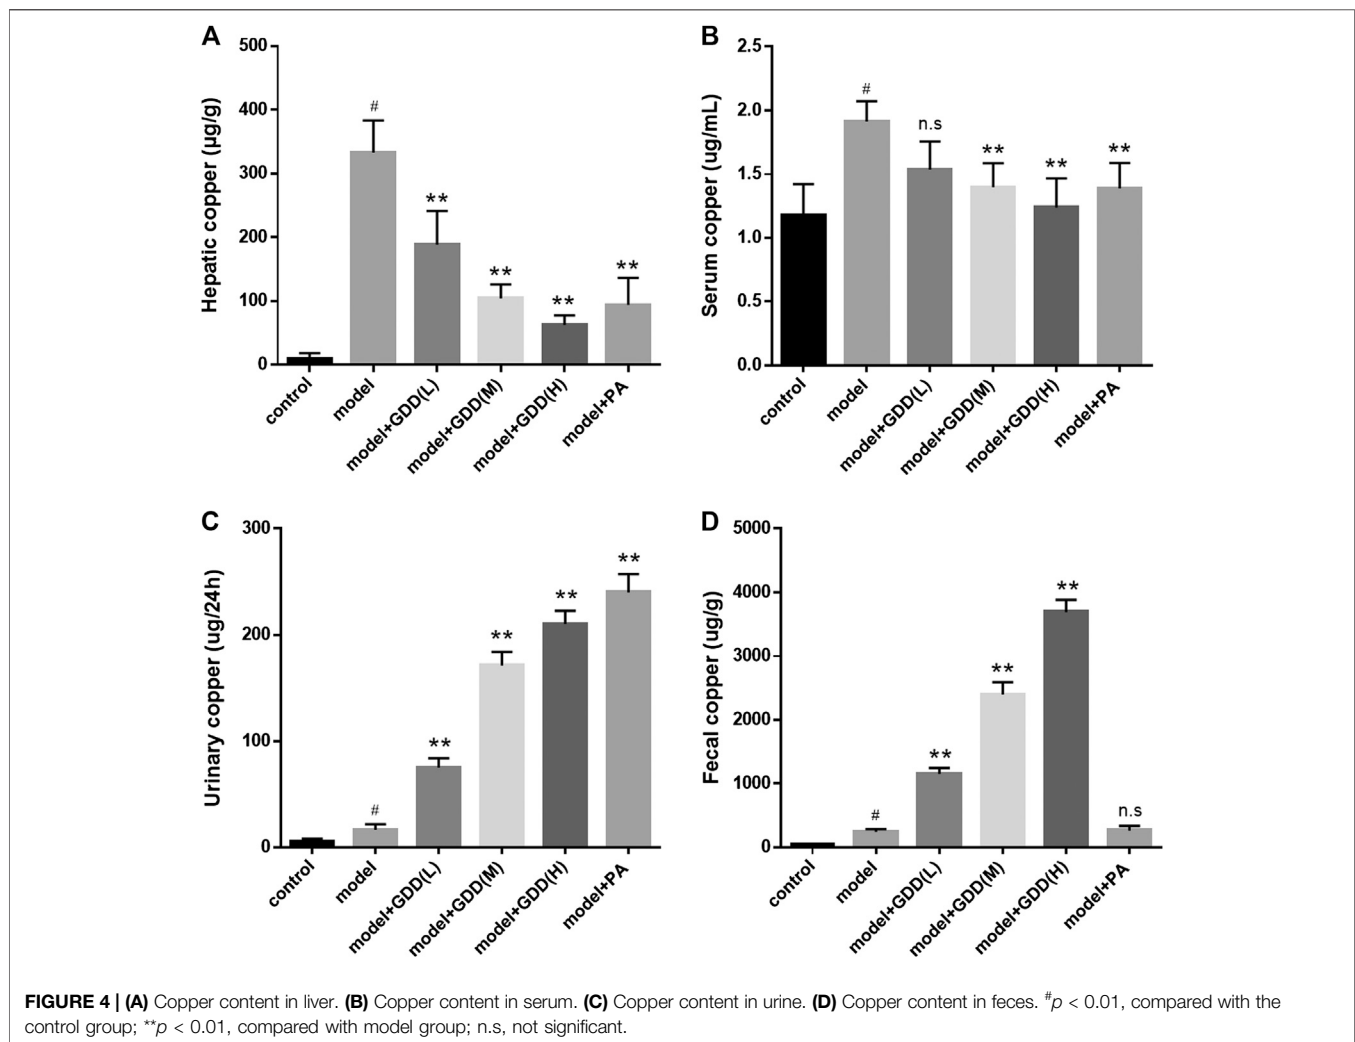 A
500
400
300
200
100
0
Hepatic copper (µg/g)
#
**
**
**
**
control
model
model+GDD(L)
model+GDD(M)
model+GDD(H)
model+PA
B
2.5
2.0
1.5
1.0
0.5
0.0
Serum copper (ug/mL)
#
n.s
**
**
**
control
model
model+GDD(L)
model+GDD(M)
model+GDD(H)
model+PA
C
300
200
100
0
Urinary copper (ug/24h)
#
**
**
**
**
control
model
model+GDD(L)
model+GDD(M)
model+GDD(H)
model+PA
D
5000
4000
3000
2000
1000
0
Fecal copper (ug/g)
#
**
**
**
n.s
control
model
model+GDD(L)
model+GDD(M)
model+GDD(H)
model+PA
FIGURE 4 | (A) Copper content in liver. (B) Copper content in serum. (C) Copper content in urine. (D) Copper content in feces. #p < 0.01, compared with the
control group; **p < 0.01, compared with model group; n.s, not significant.